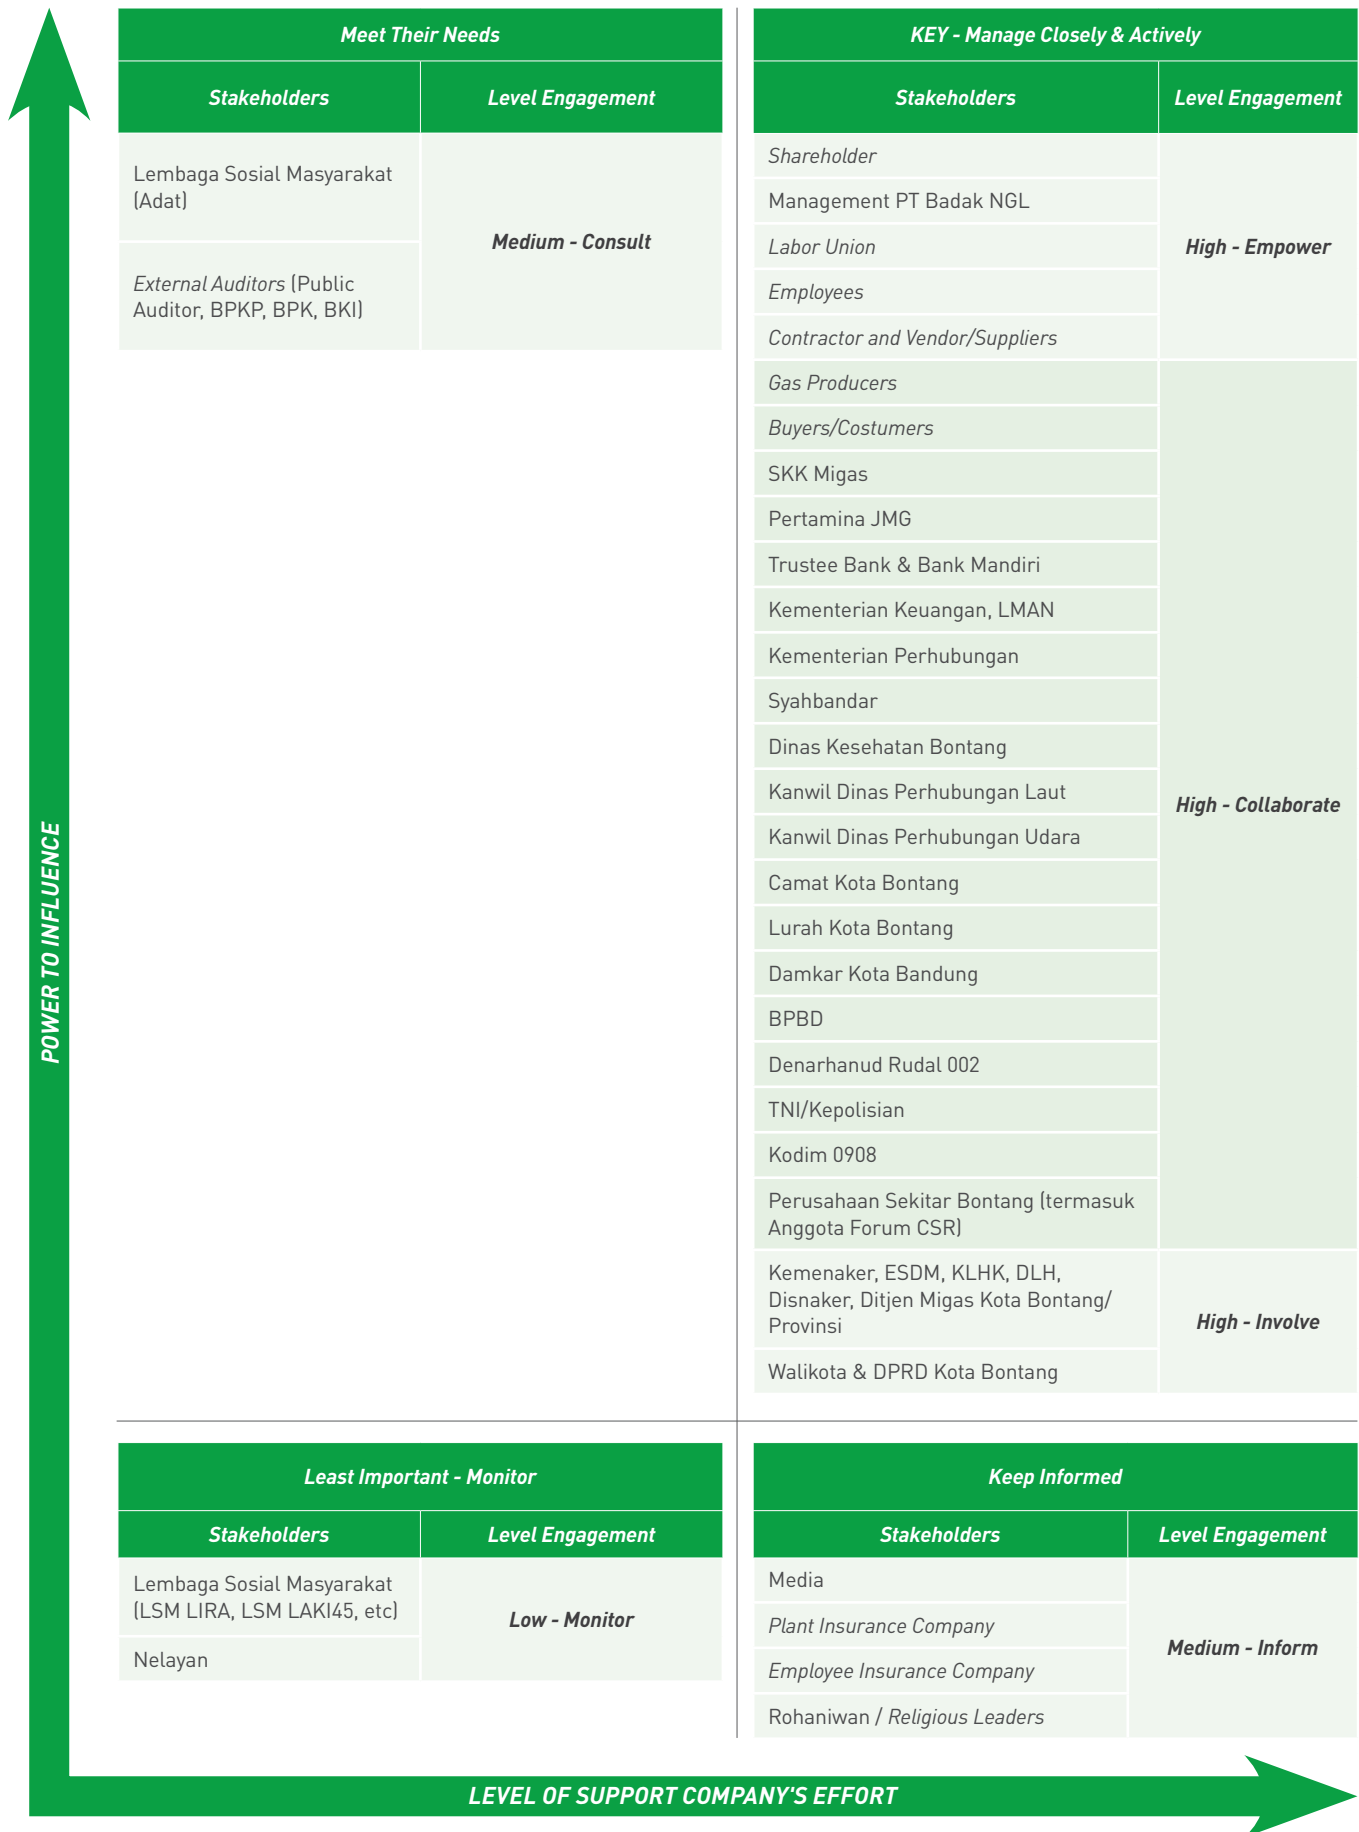 Meet Their Needs
Stakeholders
Level Engagement
Lembaga Sosial Masyarakat
(Adat)
Medium - Consult
External Auditors (Public
Auditor, BPKP, BPK, BKI)
KEY - Manage Closely & Actively
Stakeholders
Level Engagement
Shareholder
Management PT Badak NGL
Labor Union
Employees
Contractor and Vendor/Suppliers
High - Empower
Gas Producers
Buyers/Costumers
SKK Migas
Pertamina JMG
Trustee Bank & Bank Mandiri
Kementerian Keuangan, LMAN
Kementerian Perhubungan
Syahbandar
Dinas Kesehatan Bontang
Kanwil Dinas Perhubungan Laut
Kanwil Dinas Perhubungan Udara
Camat Kota Bontang
Lurah Kota Bontang
Damkar Kota Bandung
BPBD
Denarhanud Rudal 002
TNI/Kepolisian
Kodim 0908
Perusahaan Sekitar Bontang (termasuk
Anggota Forum CSR)
High - Collaborate
Kemenaker, ESDM, KLHK, DLH,
Disnaker, Ditjen Migas Kota Bontang/
Provinsi
Walikota & DPRD Kota Bontang
High - Involve
POWER TO INFLUENCE
Least Important - Monitor
Stakeholders
Level Engagement
Lembaga Sosial Masyarakat
(LSM LIRA, LSM LAKI45, etc)
Nelayan
Low - Monitor
Keep Informed
Stakeholders
Level Engagement
Media
Plant Insurance Company
Employee Insurance Company
Rohaniwan / Religious Leaders
Medium - Inform
LEVEL OF SUPPORT COMPANY'S EFFORT